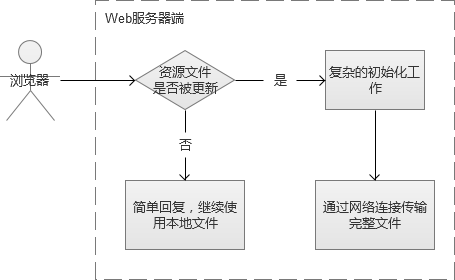 Web服务器端
浏览器
资源文件
是否被更新
是
复杂的初始化工
作
否
简单回复，继续使
用本地文件
通过网络连接传输
完整文件